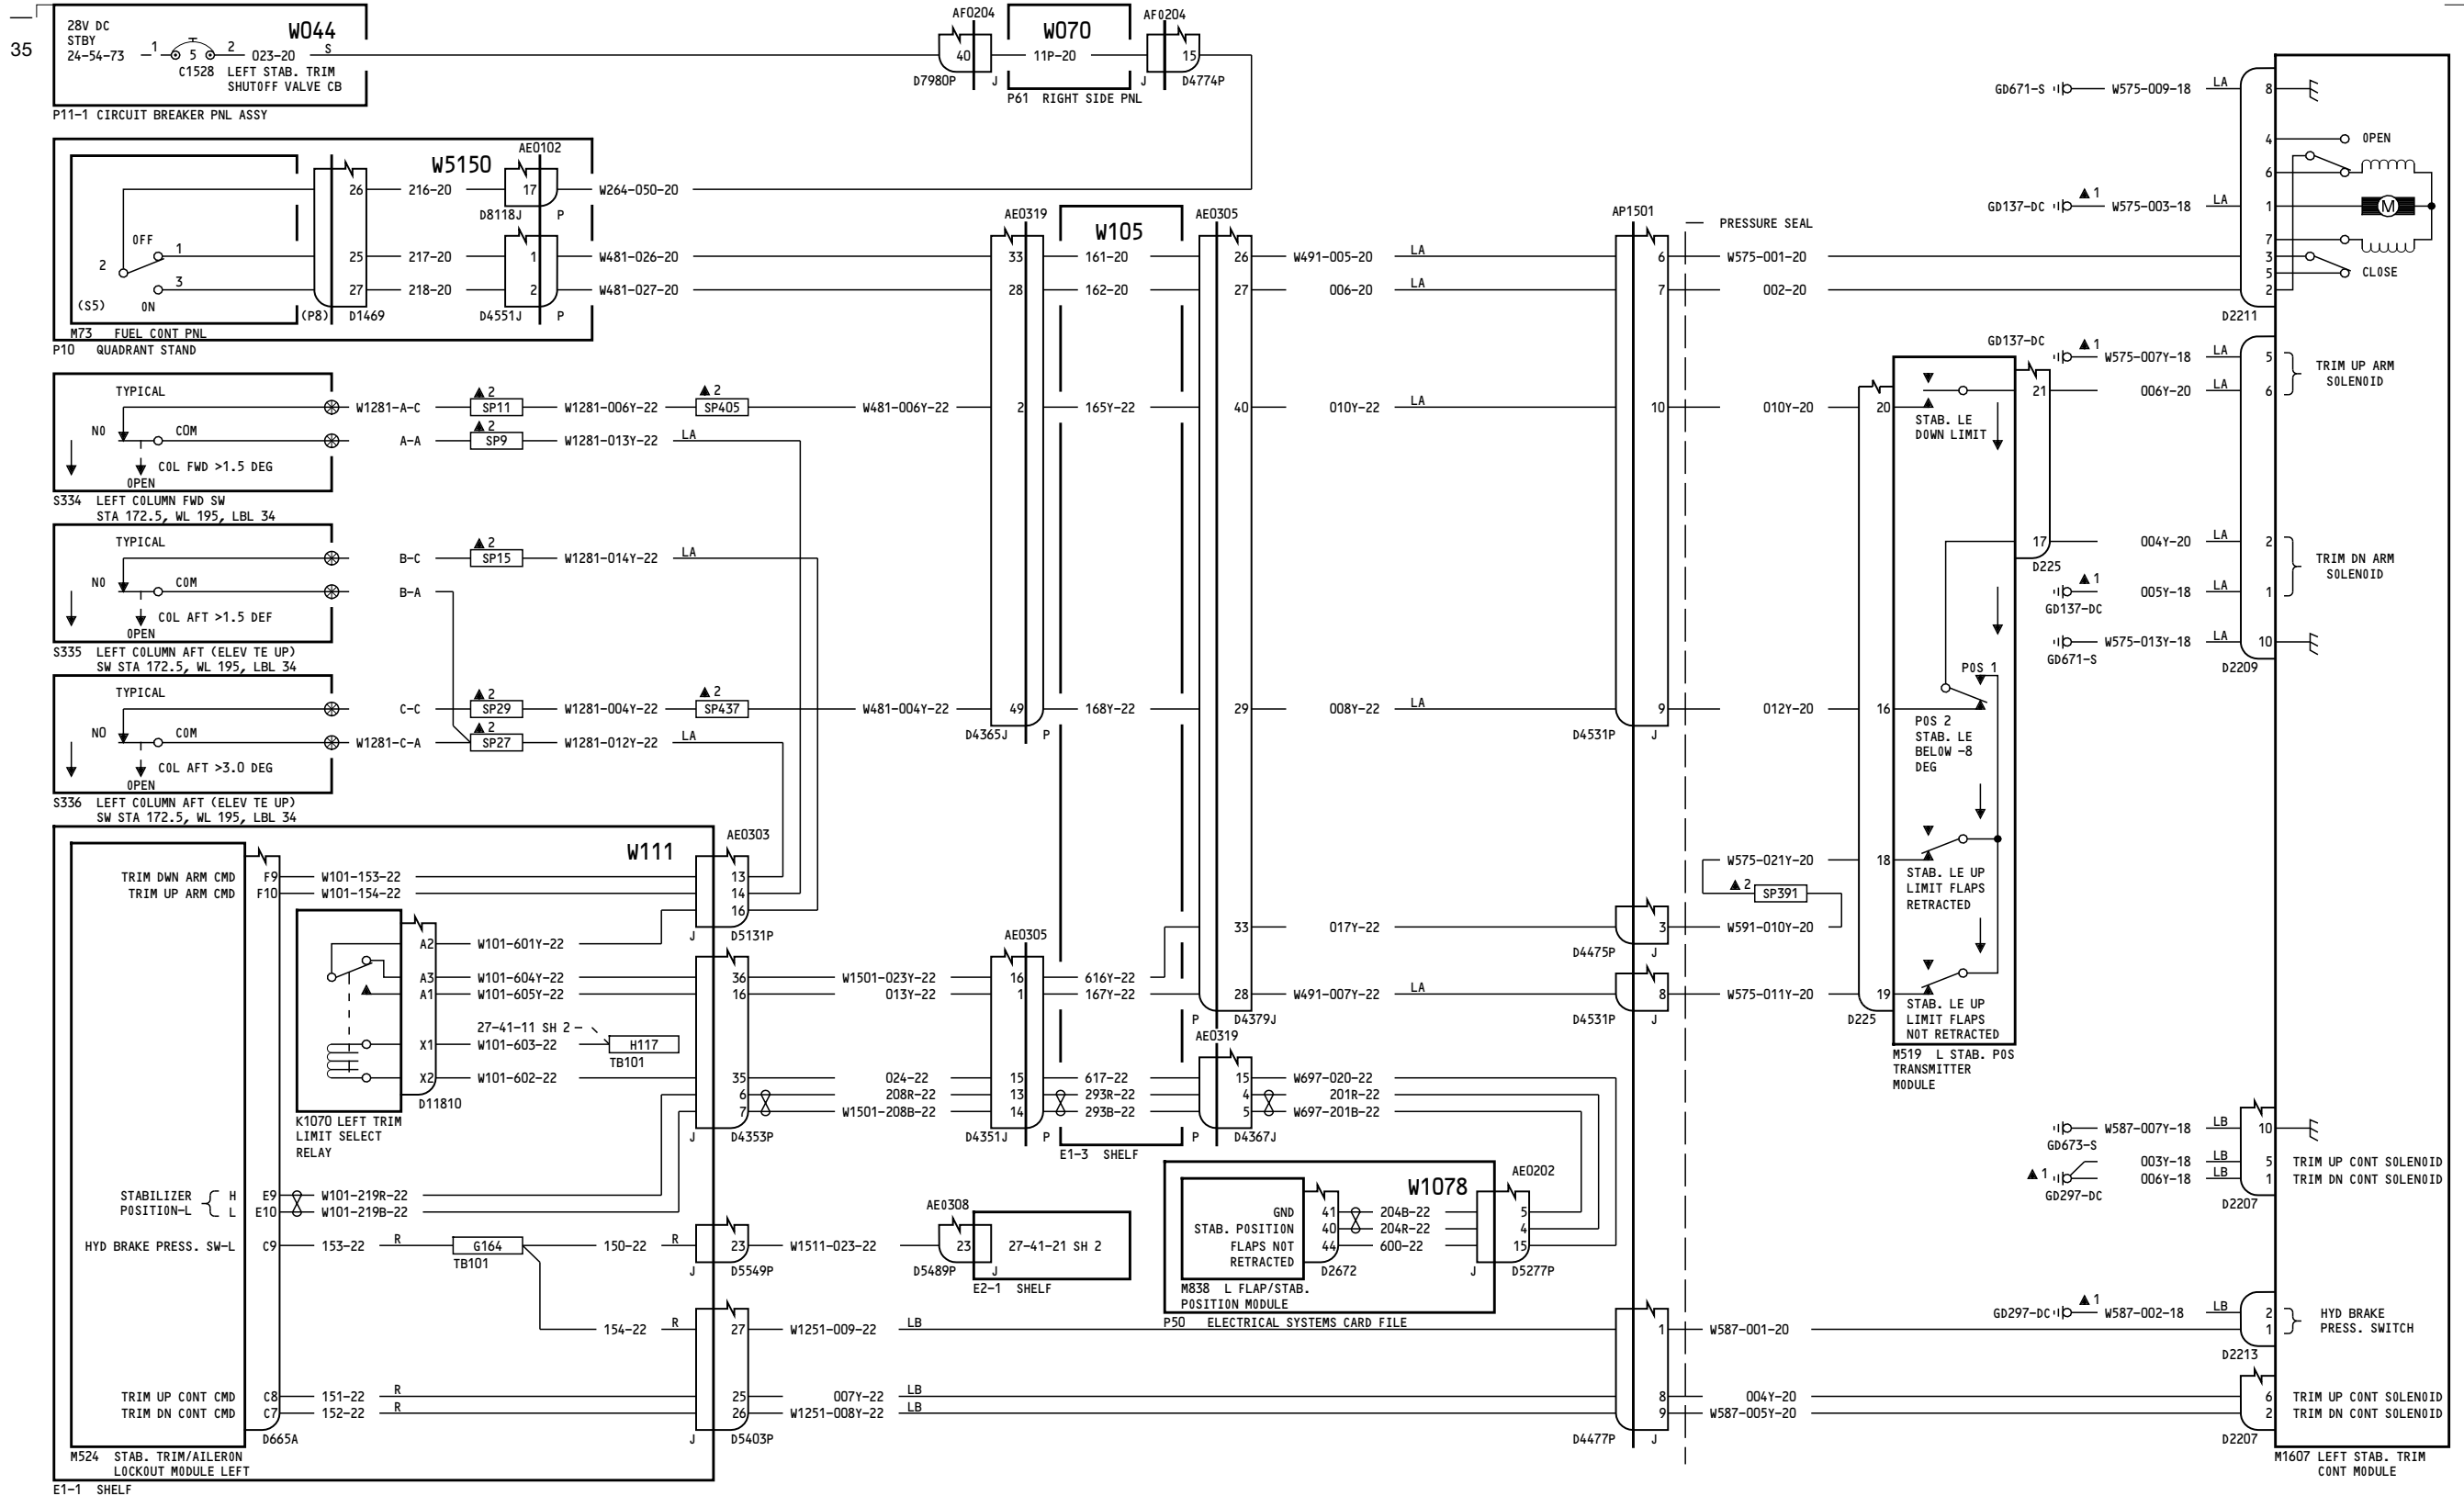 35
28V DC
STBY
24-54-73
1
5
2
023-20
S
W044
C1528 LEFT STAB. TRIM
SHUTOFF VALVE CB
P11-1 CIRCUIT BREAKER PNL ASSY
AF0204
40
D7980P
J
W070
11P-20
P61 RIGHT SIDE PNL
AF0204
15
J
D4774P
W5150
AE0102
26
216-20
17
W264-050-20
D8118J
P
OFF
1
2
3
(S5)
ON
25
217-20
1
W481-026-20
27
218-20
2
W481-027-20
(P8)
D1469
D4551J
P
M73 FUEL CONT PNL
P10 QUADRANT STAND
AE0319
W105
AE0305
33
161-20
26
W491-005-20
LA
28
162-20
27
006-20
LA
AP1501
PRESSURE SEAL
6
W575-001-20
7
002-20
GD671-S
W575-009-18
LA
8
4
OPEN
6
1
GD137-DC
W575-003-18
LA
1
M
7
3
5
CLOSE
2
D2211
TYPICAL
NO
COM
COL FWD >1.5 DEG
OPEN
S334 LEFT COLUMN FWD SW
STA 172.5, WL 195, LBL 34
W1281-A-C
2
SP11
W1281-006Y-22
2
SP405
W481-006Y-22
2
165Y-22
40
010Y-22
LA
10
010Y-20
20
A-A
2
SP9
W1281-013Y-22
LA
STAB. LE
DOWN LIMIT
21
GD137-DC
1
W575-007Y-18
LA
5
006Y-20
LA
6
TRIM UP ARM
SOLENOID
TYPICAL
NO
COM
COL AFT >1.5 DEF
OPEN
S335 LEFT COLUMN AFT (ELEV TE UP)
SW STA 172.5, WL 195, LBL 34
B-C
2
SP15
W1281-014Y-22
LA
B-A
17
D225
004Y-20
LA
2
1
GD137-DC
005Y-18
LA
1
TRIM DN ARM
SOLENOID
GD671-S
W575-013Y-18
LA
10
D2209
TYPICAL
NO
COM
COL AFT >3.0 DEG
OPEN
S336 LEFT COLUMN AFT (ELEV TE UP)
SW STA 172.5, WL 195, LBL 34
C-C
2
SP29
W1281-004Y-22
2
SP437
W481-004Y-22
49
168Y-22
29
008Y-22
LA
9
012Y-20
16
W1281-C-A
2
SP27
W1281-012Y-22
LA
D4365J
P
D4531P
J
POS 1
POS 2
STAB. LE
BELOW -8
DEG
W111
AE0303
TRIM DWN ARM CMD
F9
W101-153-22
13
TRIM UP ARM CMD
F10
W101-154-22
14
16
J
D5131P
W575-021Y-20
18
2
SP391
STAB. LE UP
LIMIT FLAPS
RETRACTED
A2
W101-601Y-22
A3
W101-604Y-22
36
W1501-023Y-22
AE0305
16
616Y-22
33
017Y-22
D4475P
3
J
W591-010Y-20
A1
W101-605Y-22
16
013Y-22
1
167Y-22
28
W491-007Y-22
LA
8
W575-011Y-20
19
P
D4379J
D4531P
J
D225
STAB. LE UP
LIMIT FLAPS
NOT RETRACTED
M519 L STAB. POS
TRANSMITTER
MODULE
27-41-11 SH 2
X1
W101-603-22
H117
TB101
X2
W101-602-22
D11810
K1070 LEFT TRIM
LIMIT SELECT
RELAY
35
024-22
15
617-22
AE0319
15
W697-020-22
6
208R-22
13
293R-22
4
201R-22
7
W1501-208B-22
14
293B-22
5
W697-201B-22
J
D4353P
D4351J
P
P
D4367J
E1-3 SHELF
GD673-S
W587-007Y-18
LB
10
1
GD297-DC
003Y-18
LB
5
TRIM UP CONT SOLENOID
006Y-18
LB
1
TRIM DN CONT SOLENOID
D2207
STABILIZER
POSITION-L
H
E9
W101-219R-22
L
E10
W101-219B-22
W1078
AE0202
GND
41
204B-22
5
STAB. POSITION
40
204R-22
4
FLAPS NOT
RETRACTED
44
600-22
15
D2672
J
D5277P
M838 L FLAP/STAB.
POSITION MODULE
P50 ELECTRICAL SYSTEMS CARD FILE
HYD BRAKE PRESS. SW-L
C9
153-22
R
G164
TB101
150-22
R
23
W1511-023-22
J
D5549P
AE0308
23
D5489P
J
27-41-21 SH 2
E2-1 SHELF
154-22
R
27
W1251-009-22
LB
1
W587-001-20
GD297-DC
1
W587-002-18
LB
2
1
HYD BRAKE
PRESS. SWITCH
D2213
TRIM UP CONT CMD
C8
151-22
R
25
007Y-22
LB
8
004Y-20
6
TRIM UP CONT SOLENOID
TRIM DN CONT CMD
C7
152-22
R
26
W1251-008Y-22
LB
9
W587-005Y-20
2
TRIM DN CONT SOLENOID
D665A
J
D5403P
D4477P
J
D2207
M524 STAB. TRIM/AILERON
LOCKOUT MODULE LEFT
E1-1 SHELF
M1607 LEFT STAB. TRIM
CONT MODULE